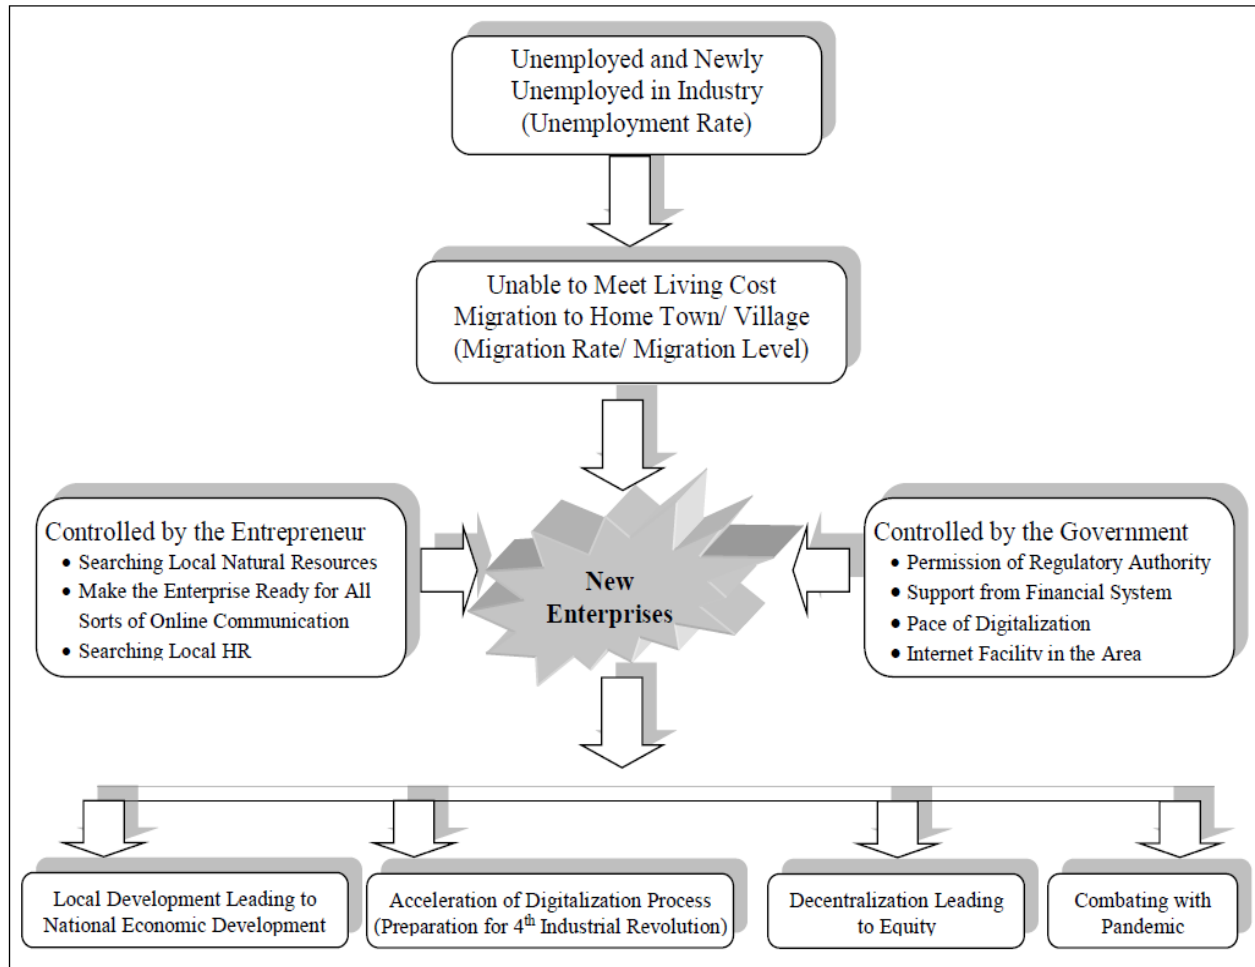 Unemployed and Newly
Unemployed in Industry
(Unemployment Rate)
Unable to Meet Living Cost
Migration to Home Town/ Village
(Migration Rate/ Migration Level)
Controlled by the Entrepreneur
• Searching Local Natural Resources
• Make the Enterprise Ready for All
Sorts of Online Communication
• Searching Local HR
New
Enterprises
Controlled by the Government
• Permission of Regulatory Authority
• Support from Financial System
• Pace of Digitalization
• Internet Facility in the Area
Local Development Leading to
National Economic Development
Acceleration of Digitalization Process
(Preparation for 4th Industrial Revolution)
Decentralization Leading
to Equity
Combating with
Pandemic